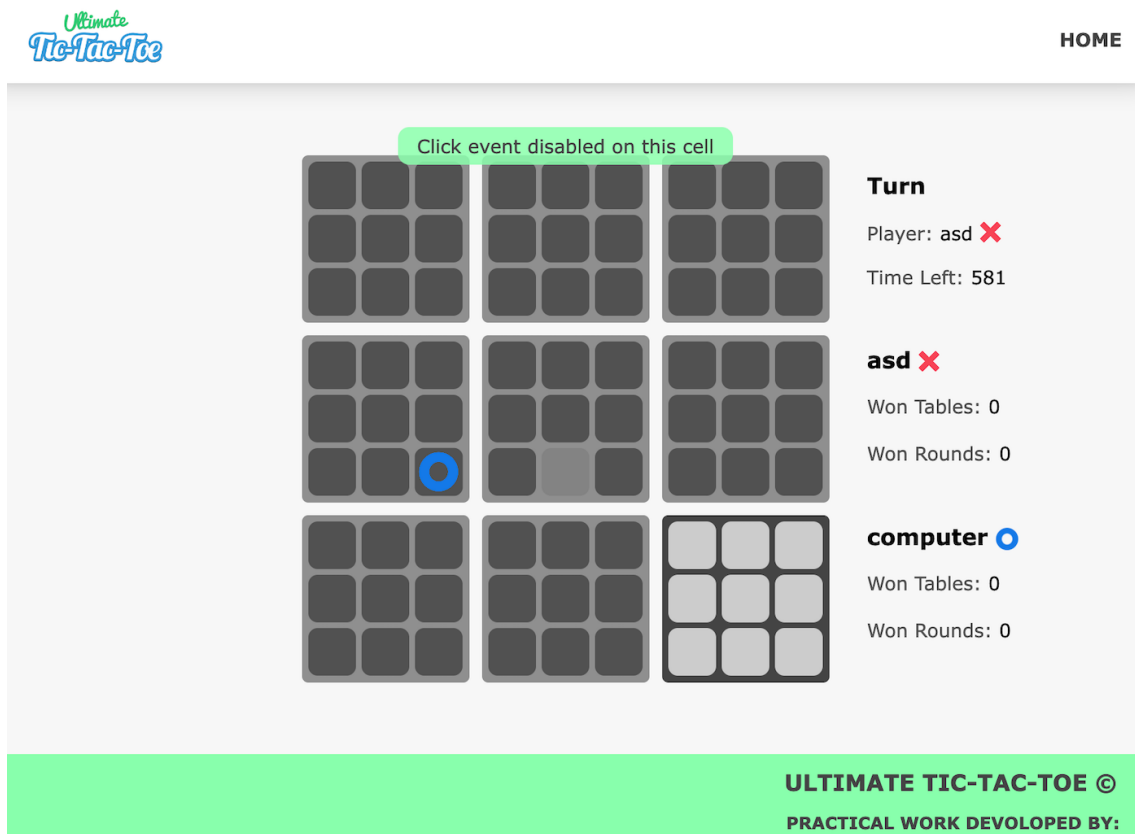 Ultimate
Tic-Tac-Toe
HOME
Click event disabled on this cell
Turn
Player: asd
Time Left: 581
asd
Won Tables: 0
Won Rounds: 0
computer
Won Tables: 0
Won Rounds: 0
ULTIMATE TIC-TAC-TOE ©
PRACTICAL WORK DEVOLOPED BY: